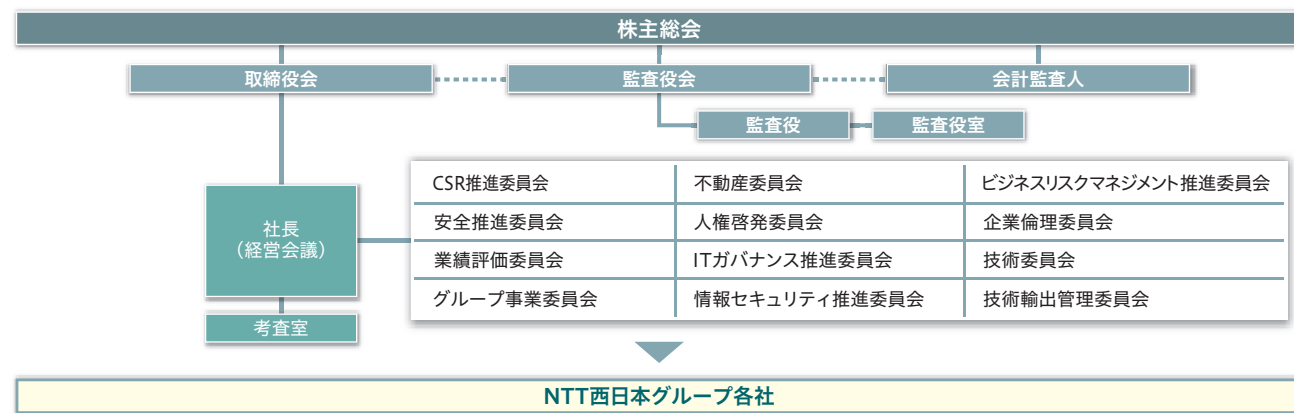 株主総会
取締役会
監査役会
会計監査人
監査役
監査役室
社長
（経営会議）
考査室
CSR推進委員会
不動産委員会
ビジネスリスクマネジメント推進委員会
安全推進委員会
人権啓発委員会
企業倫理委員会
業績評価委員会
ITガバナンス推進委員会
技術委員会
グループ事業委員会
情報セキュリティ推進委員会
技術輸出管理委員会
NTT西日本グループ各社